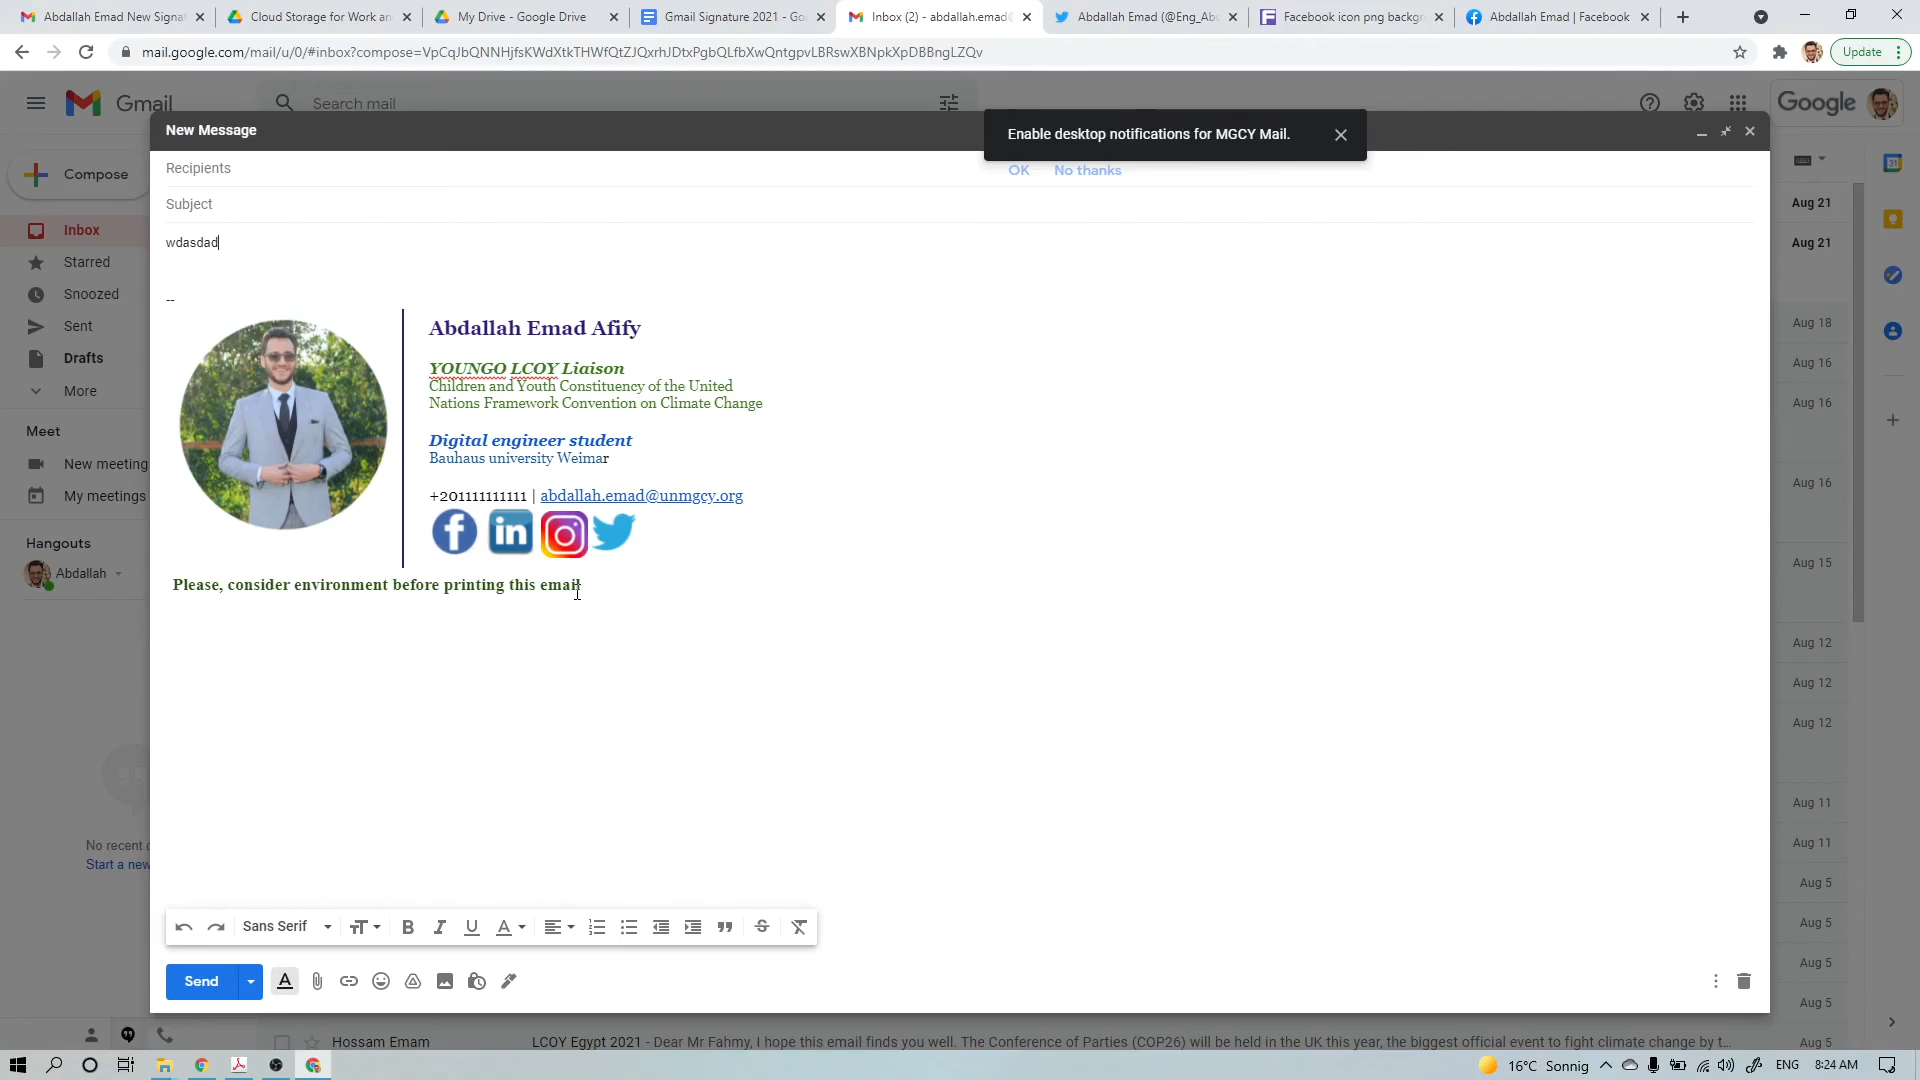 Abdallah Emad New Signat
Cloud Storage for Work an
My Drive - Google Drive
Gmail Signature 2021 - Go
Inbox (2) - abdallah.emad@
Abdallah Emad (@Eng_Abd
Facebook icon png backgr
Abdallah Emad | Facebook
mail.google.com/mail/u/0/#inbox?compose=VpCqJbQNNHjfsKWdXtkTHWfQtZJQxrhJDtxPgbQLfbXwQntgpvLBRswXBNpkXpDBBngLZQv
Update
Gmail
Search mail
Google
New Message
Enable desktop notifications for MGCY Mail.
OK No thanks
Compose
Inbox
Starred
Snoozed
Sent
Drafts
More
Meet
New meeting
My meetings
Hangouts
Abdallah
No recent c
Start a new
Recipients
Subject
wdasdad
--
Abdallah Emad Afify
YOUNGO LCOY Liaison
Children and Youth Constituency of the United
Nations Framework Convention on Climate Change
Digital engineer student
Bauhaus university Weimar
+201111111111 | abdallah.emad@unmgcy.org
Please, consider environment before printing this email
Sans Serif
Send
Aug 21
Aug 21
Aug 18
Aug 16
Aug 16
Aug 16
Aug 15
Aug 12
Aug 12
Aug 12
Aug 11
Aug 11
Aug 5
Aug 5
Aug 5
Aug 5
31
Hossam Emam
LCOY Egypt 2021 - Dear Mr Fahmy, I hope this email finds you well. The Conference of Parties (COP26) will be held in the UK this year, the biggest official event to fight climate change by t...
16°C Sonnig
ENG
8:24 AM